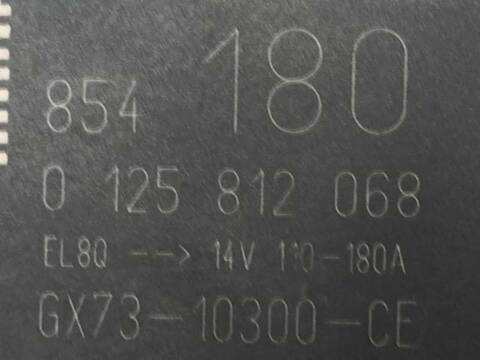 180
854
0 125 812 068
EL8Q --> 14V 110-180A
GX73-10300-CE